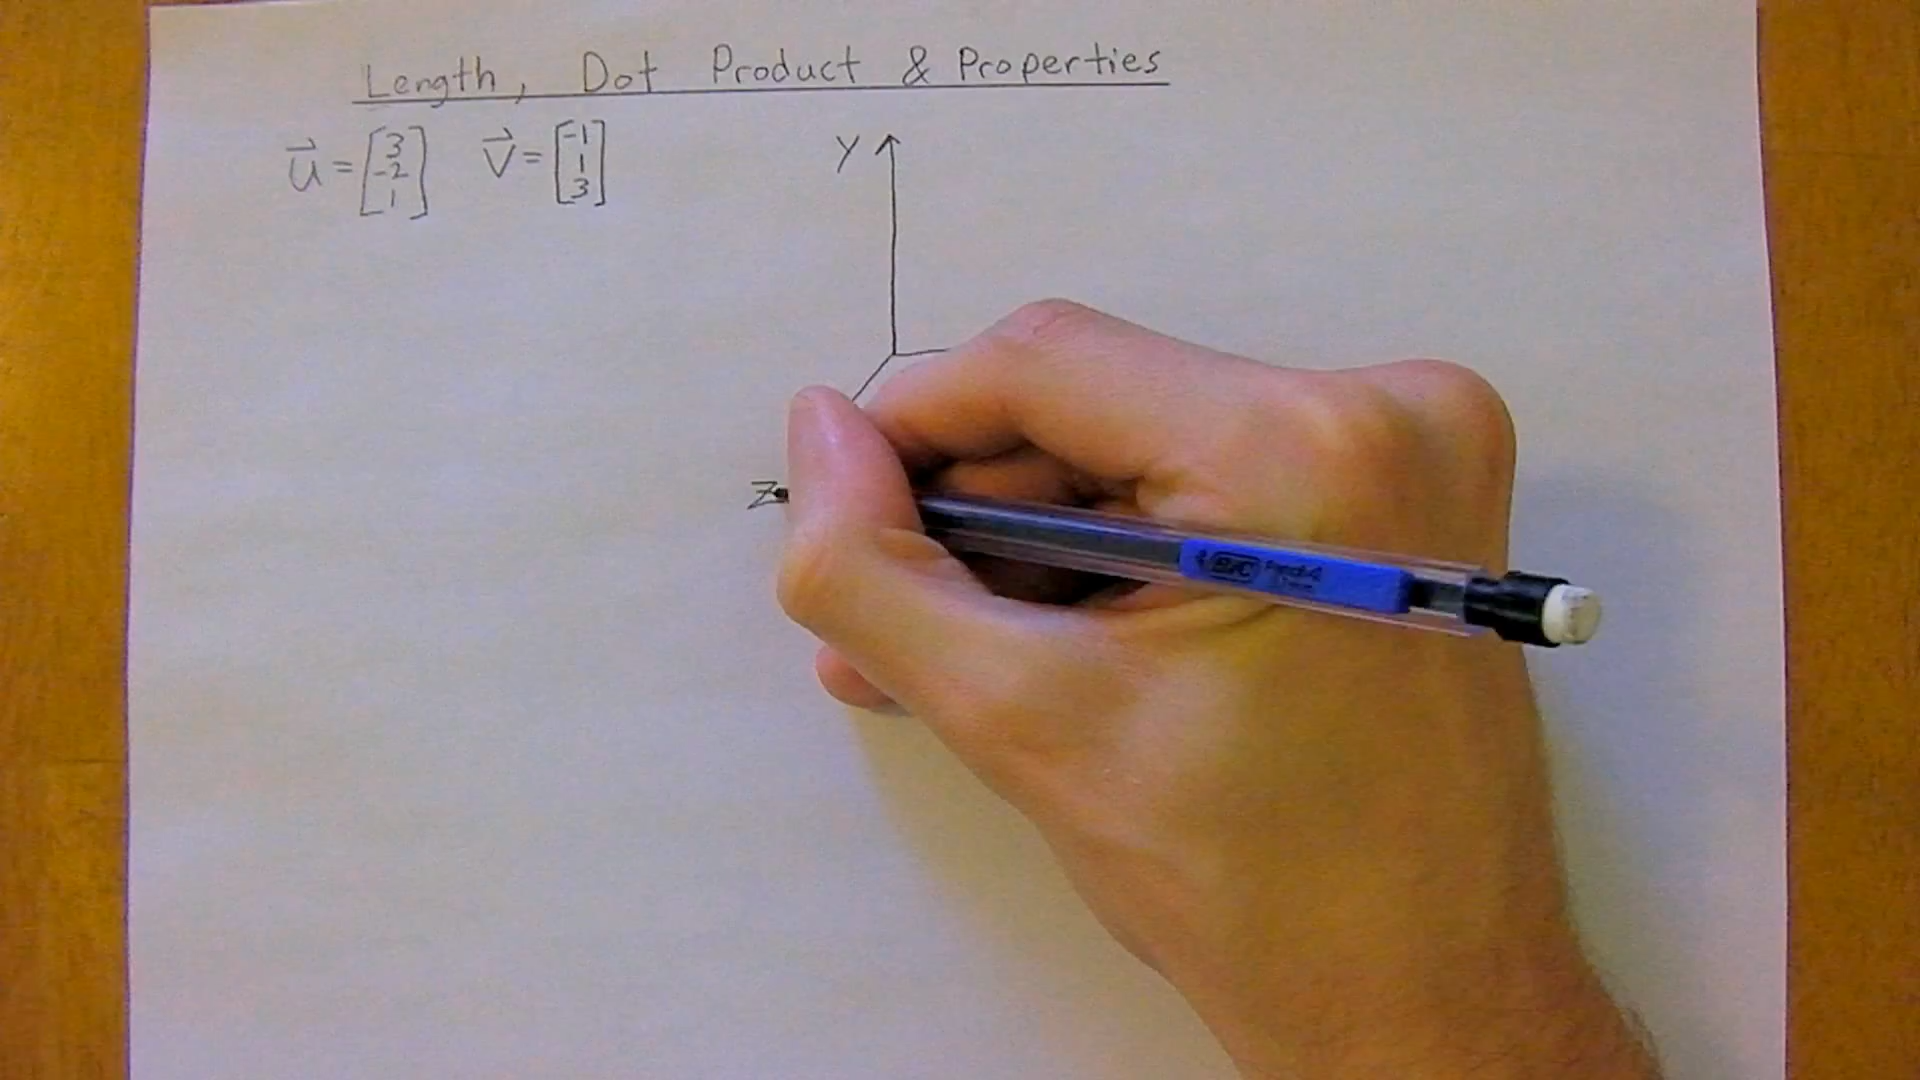 Length, Dot Product & Properties
u⃗ = [3 -2 1] v⃗ = [-1 1 3]
y
z
BIC